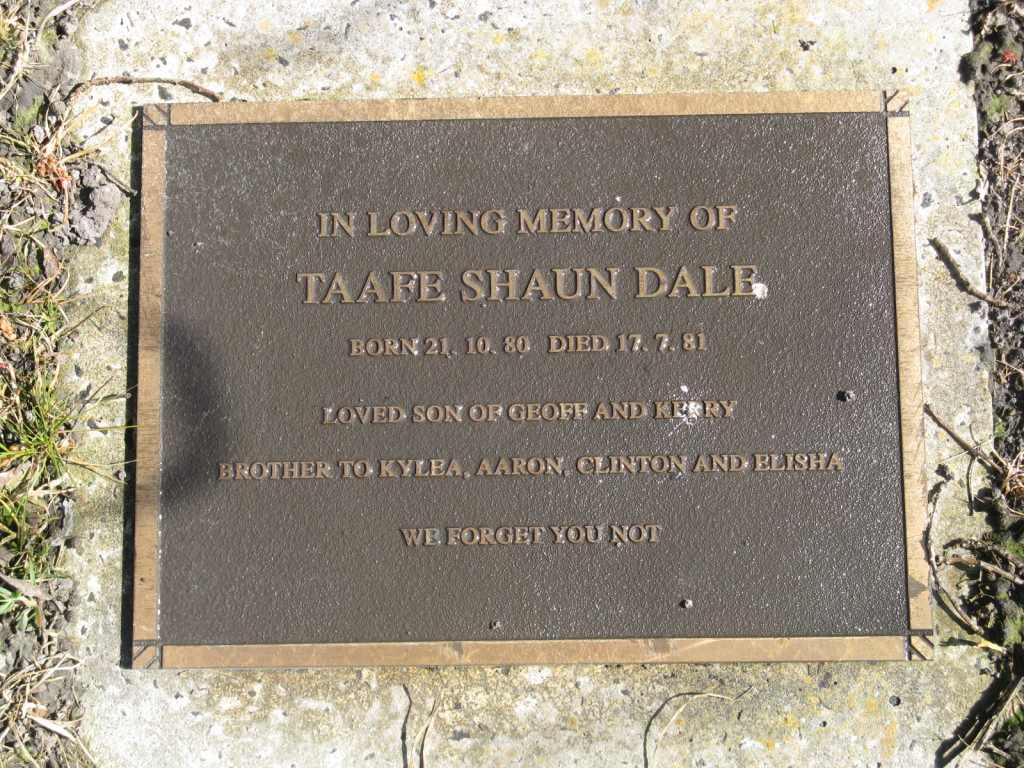 IN LOVING MEMORY OF
TAAFE SHAUN DALE
BORN 21. 10. 80 DIED 17. 7. 81
LOVED SON OF GEOFF AND KERRY
BROTHER TO KYLEA, AARON, CLINTON AND ELISHA
WE FORGET YOU NOT